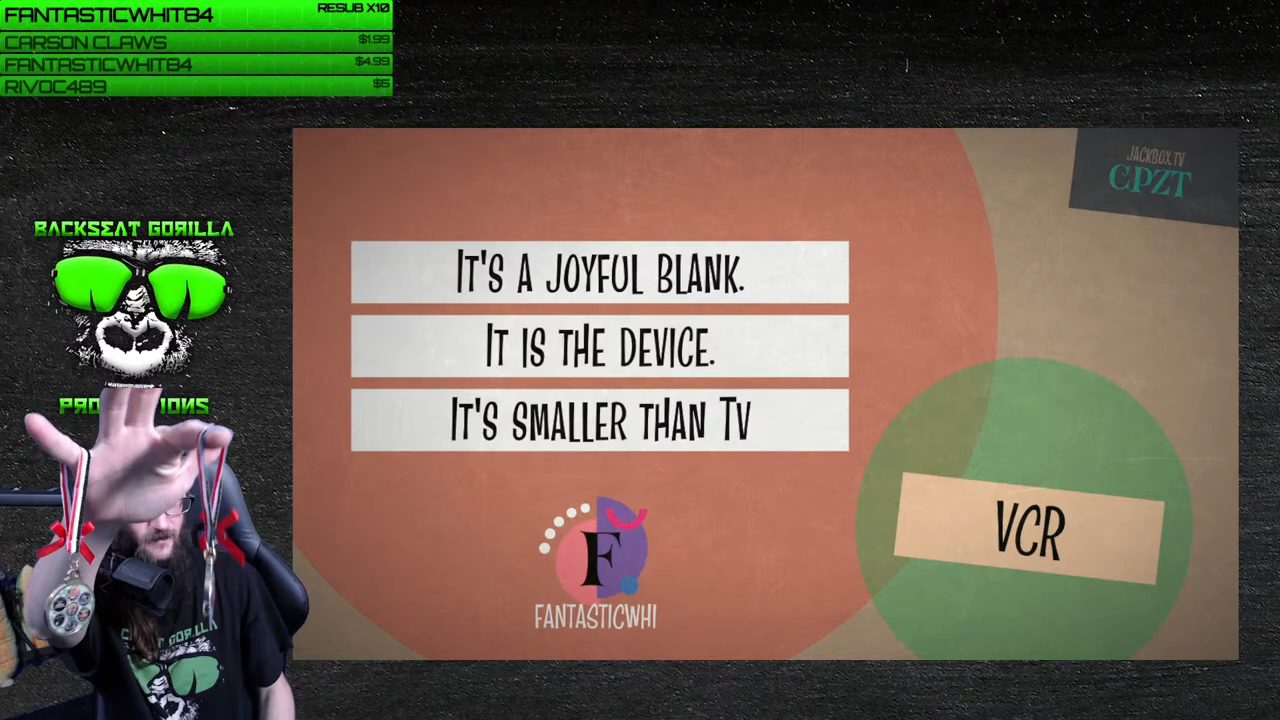 FANTASTICWHIT84 RESUB X10
CARSON CLAWS $1.99
FANTASTICWHIT84 $4.99
RIVOC489 $5
JACKBOX.TV
CPZT
BACKSEAT GORILLA
IT'S A JOYFUL BLANK.
IT IS THE DEVICE.
IT'S SMALLER THAN TV
VCR
F
FANTASTICWHI
GORILLA